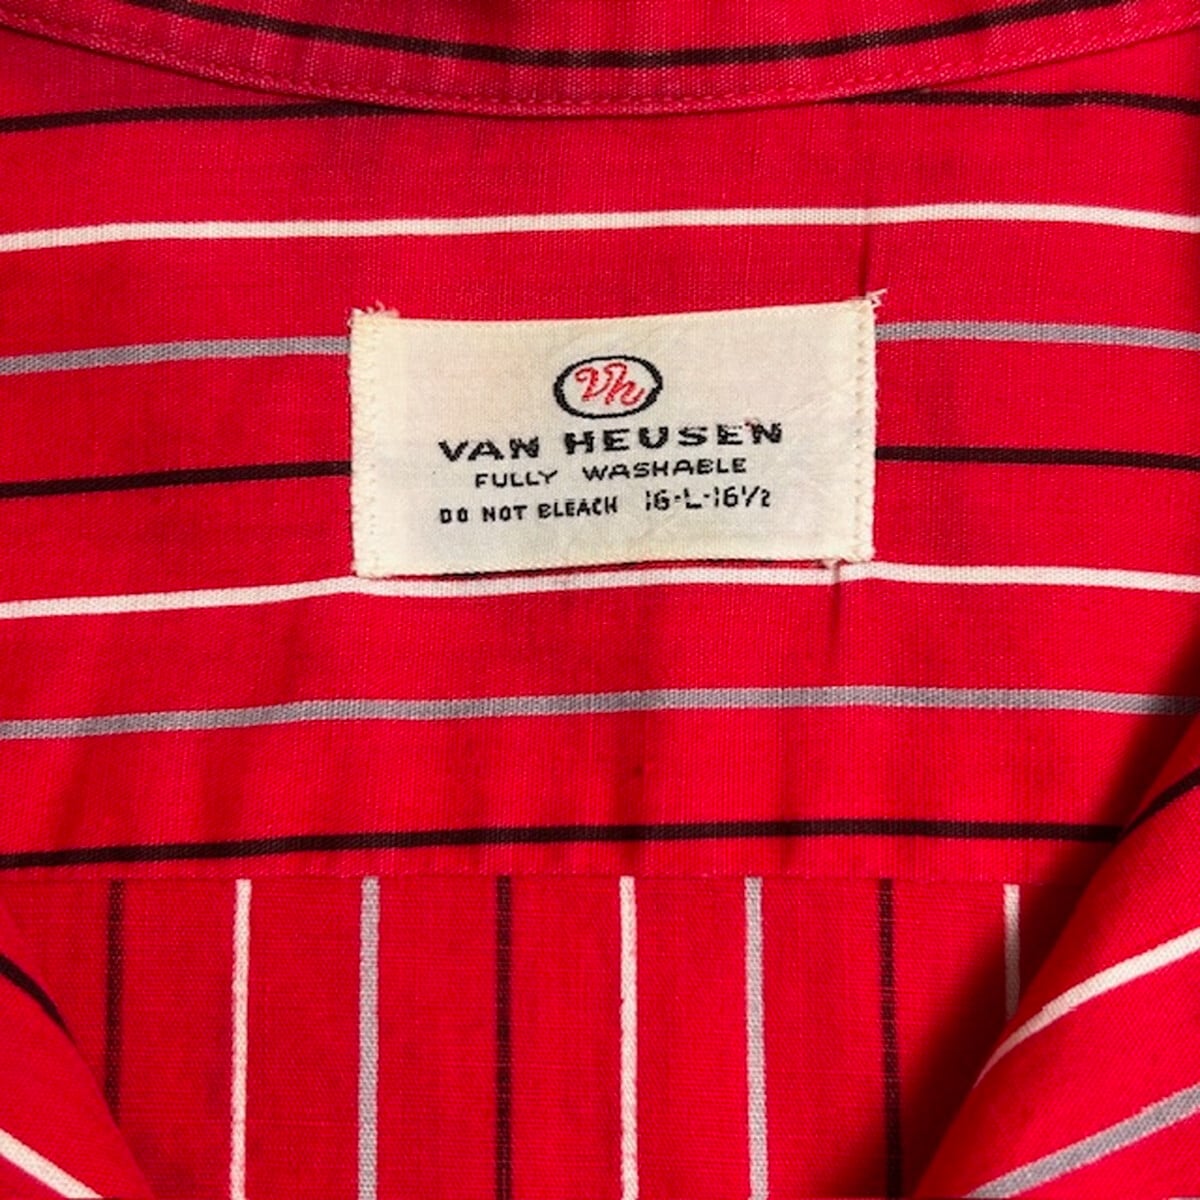 Vh
VAN HEUSEN
FULLY WASHABLE
DO NOT BLEACH 16-L-16½